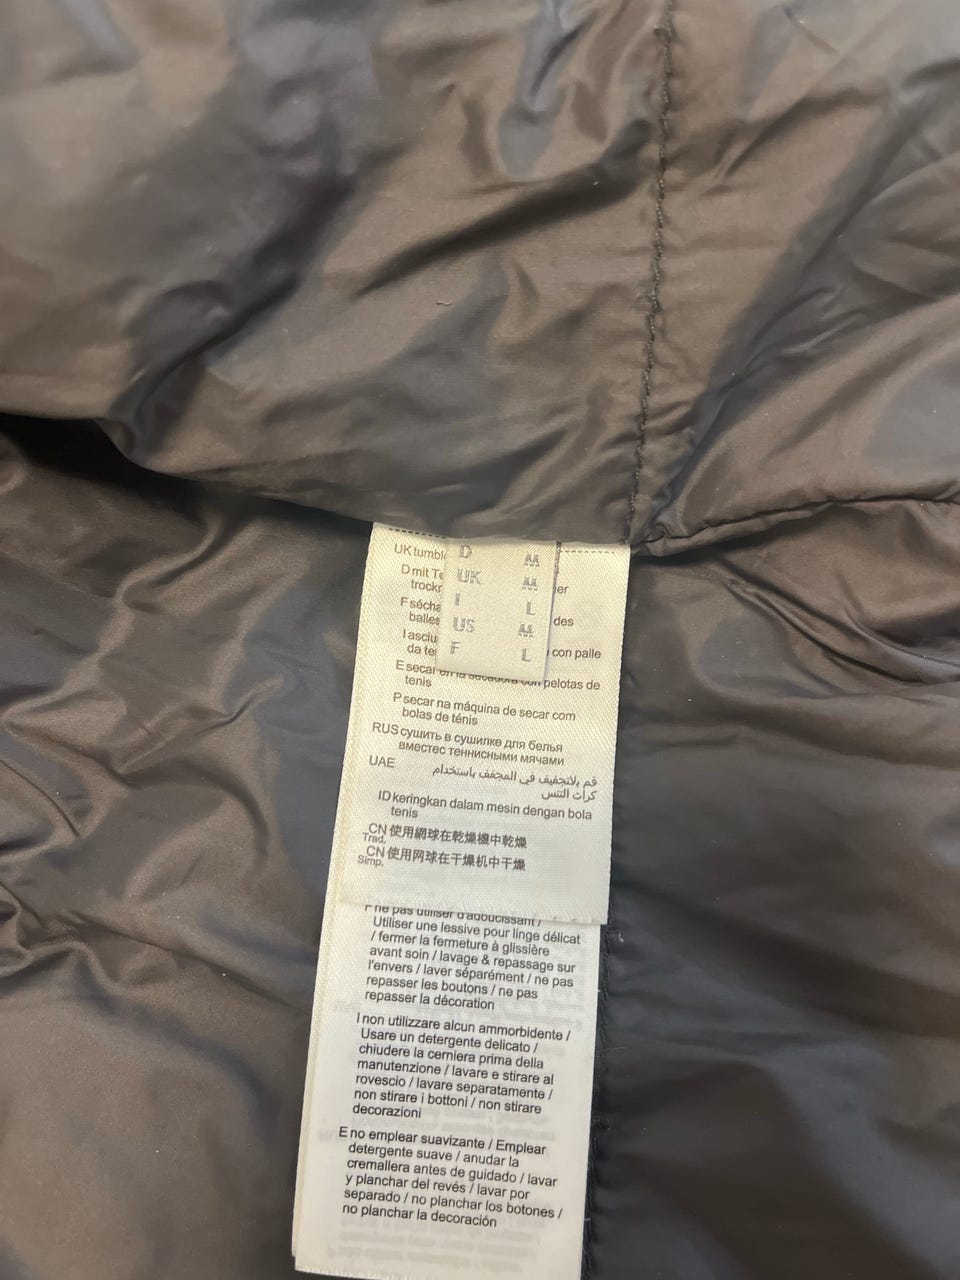 D M
UK M
I L
US M
F L
UK tumbl
er
D mit Te
trockn
F sécha des
balles
I asciu con palle
da te
E secar en la secadora con pelotas de
tenis
P secar na máquina de secar com
bolas de ténis
RUS сушить в сушилке для белья
вместес теннисными мячами
UAE قم بلاتجفيف في المجفف باستخدام
كرات التنس
ID keringkan dalam mesin dengan bola
tenis
CN 使用網球在乾燥機中乾燥
Trad.
CN 使用网球在干燥机中干燥
Simp.
F ne pas utiliser d'adoucissant /
Utiliser une lessive pour linge délicat
/ fermer la fermeture à glissière
avant soin / lavage & repassage sur
l'envers / laver séparément / ne pas
repasser les boutons / ne pas
repasser la décoration
I non utilizzare alcun ammorbidente /
Usare un detergente delicato /
chiudere la cerniera prima della
manutenzione / lavare e stirare al
rovescio / lavare separatamente /
non stirare i bottoni / non stirare
decorazioni
E no emplear suavizante / Emplear
detergente suave / anudar la
cremallera antes de guidado / lavar
y planchar del revés / lavar por
separado / no planchar los botones /
no planchar la decoración